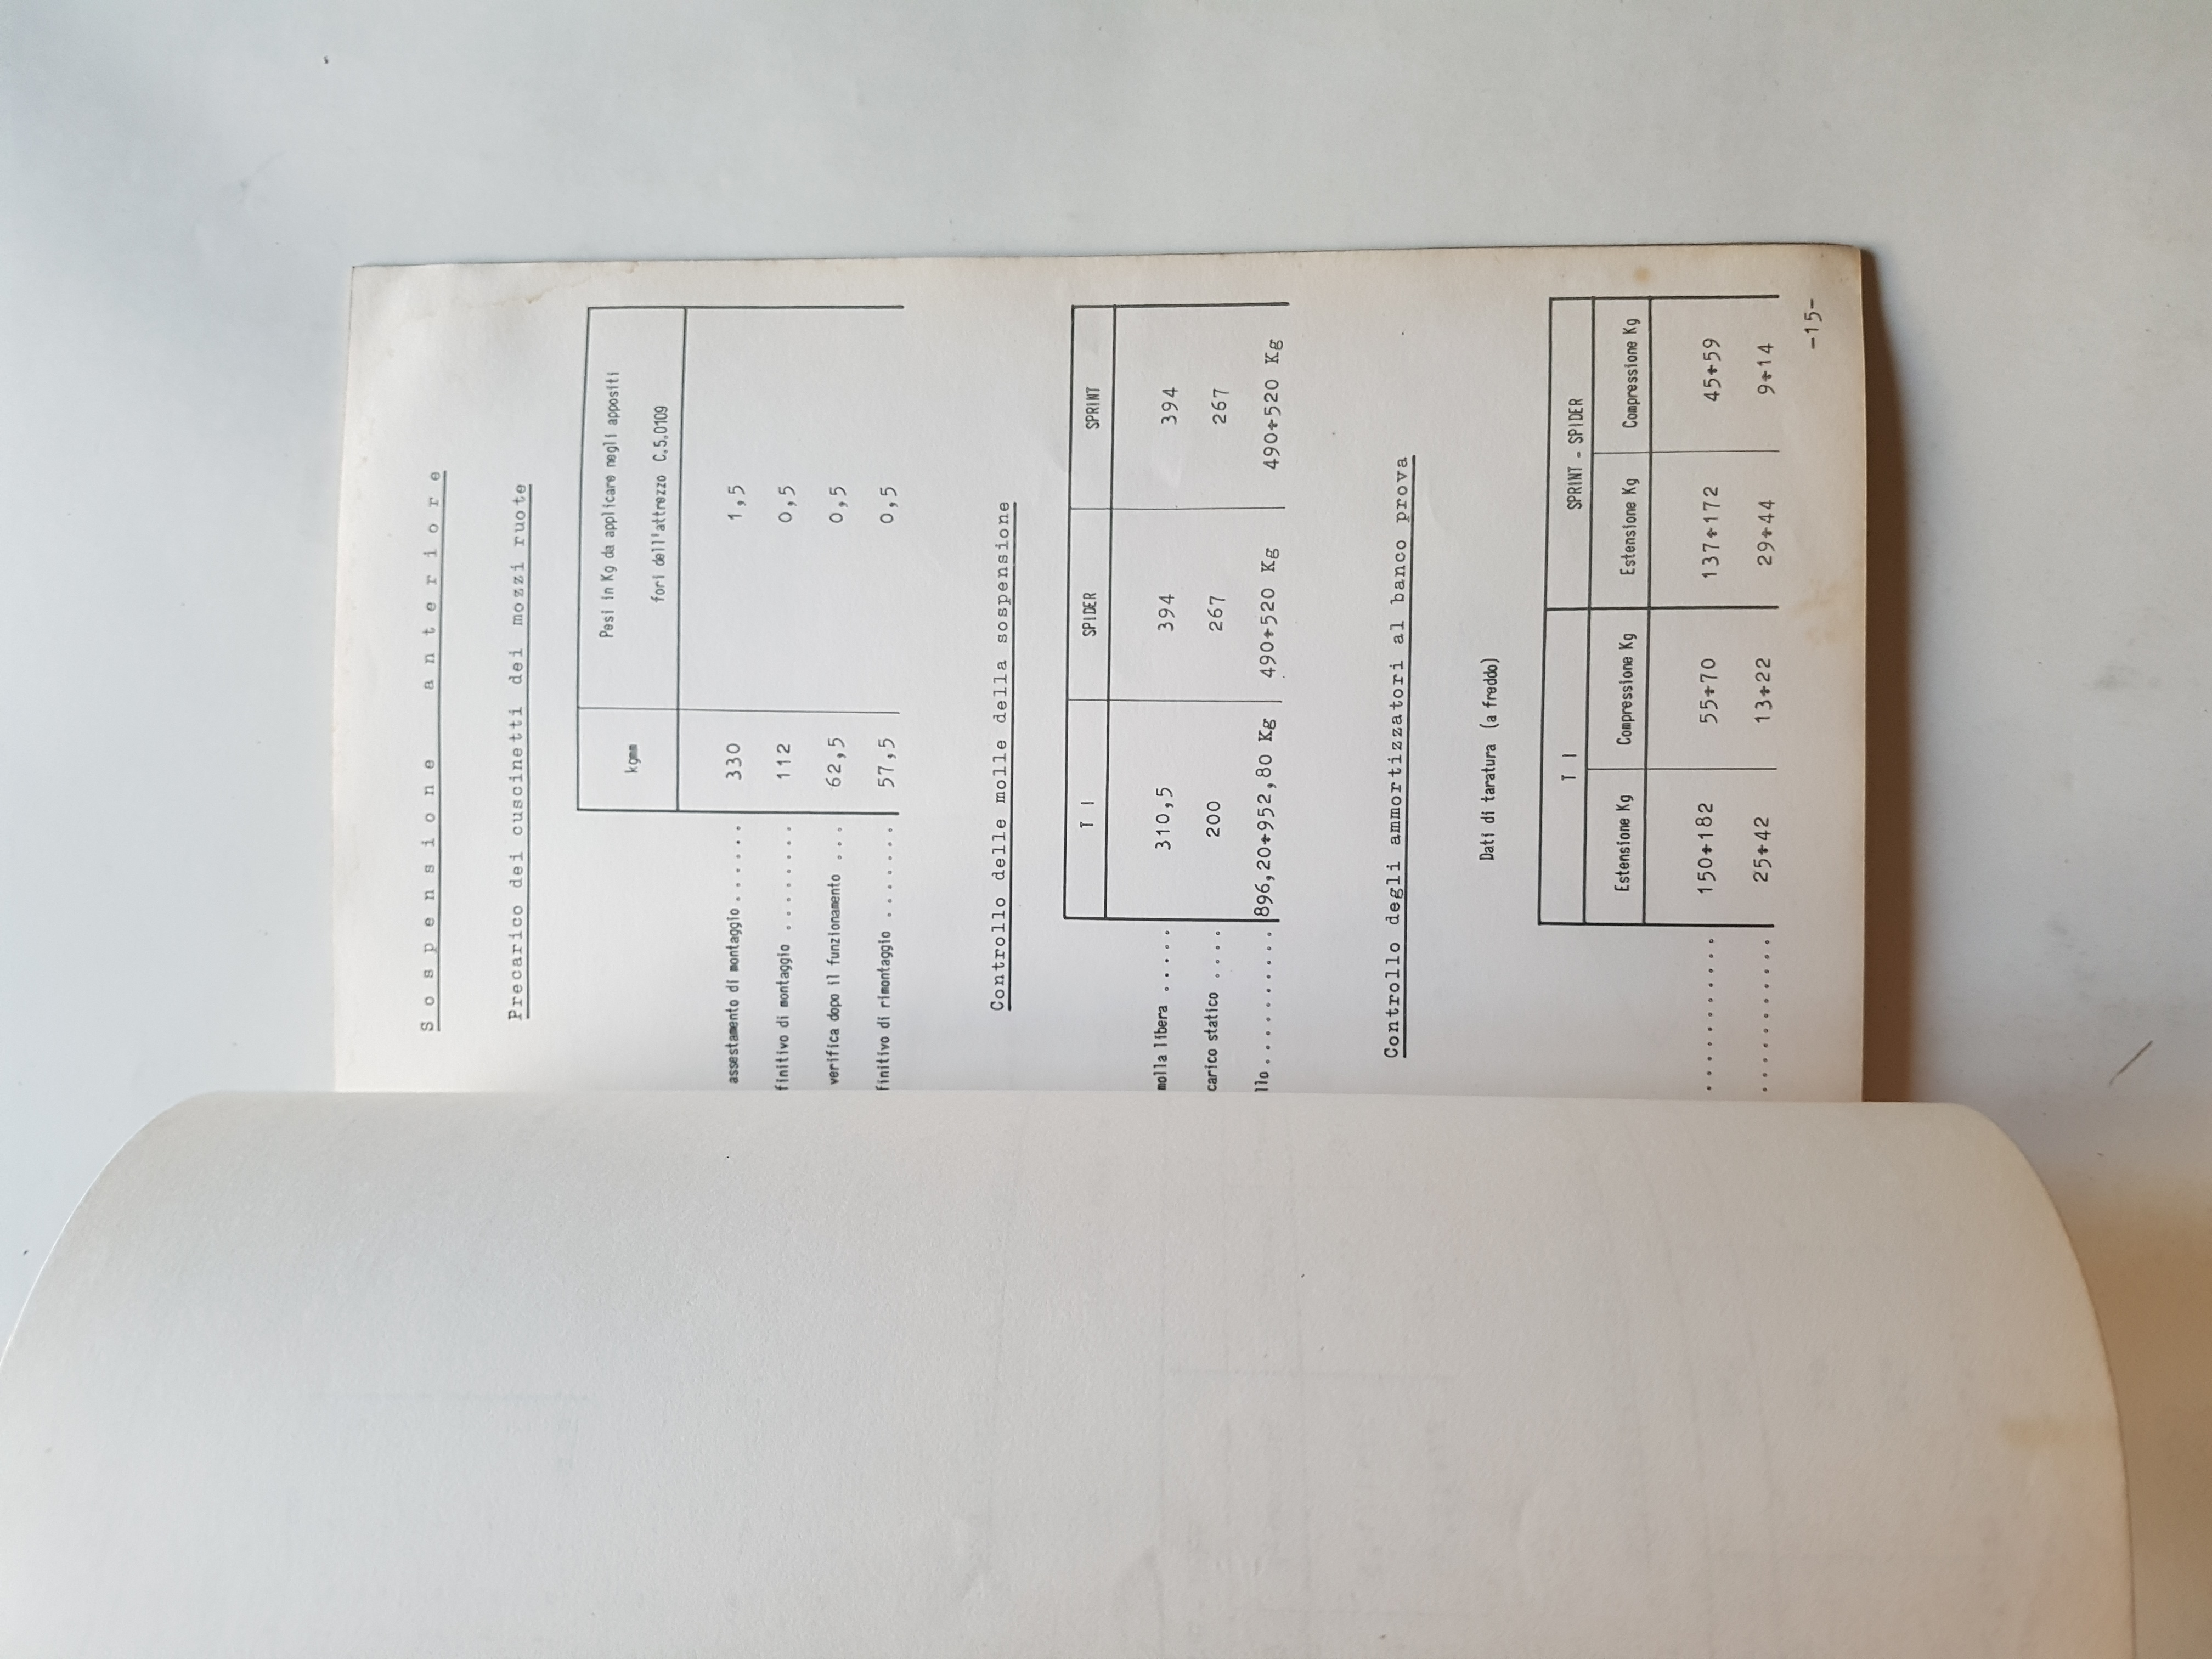 Sospensione anteriore
Precarico dei cuscinetti dei mozzi ruote
kgmm Pesi in Kg da applicare negli appositi
fori dell'attrezzo C.5.0109
assestamento di montaggio ....... 330 1,5
finitivo di montaggio ........ 112 0,5
verifica dopo il funzionamento ... 62,5 0,5
finitivo di rimontaggio ....... 57,5 0,5
Controllo delle molle della sospensione
T I SPIDER SPRINT
molla libera ...... 310,5 394 394
carico statico .... 200 267 267
llo............ 896,20÷952,80 Kg 490÷520 Kg 490÷520 Kg
Controllo degli ammortizzatori al banco prova
Dati di taratura (a freddo)
T I SPRINT - SPIDER
Estensione Kg Compressione Kg Estensione Kg Compressione Kg
............ 150÷182 55÷70 137÷172 45÷59
............ 25÷42 13÷22 29÷44 9÷14
-15-